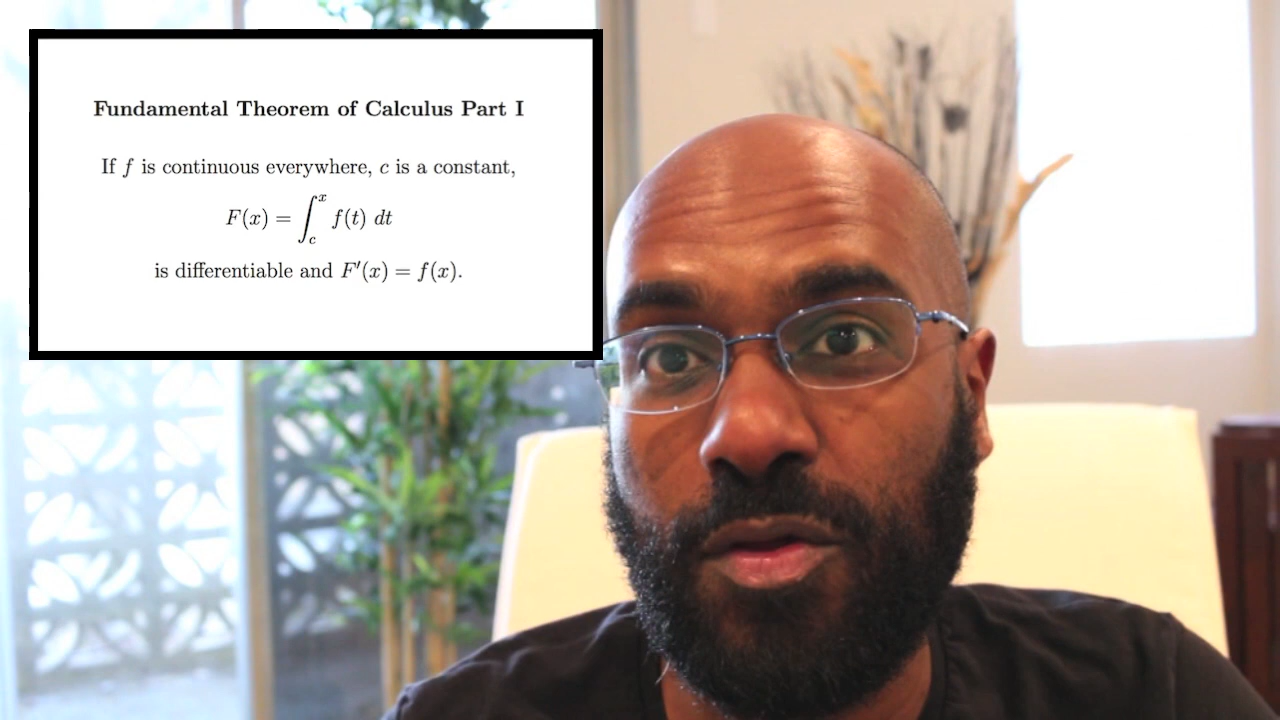 Fundamental Theorem of Calculus Part I
If f is continuous everywhere, c is a constant,
F(x) = ∫_c^x f(t) dt
is differentiable and F′(x) = f(x).